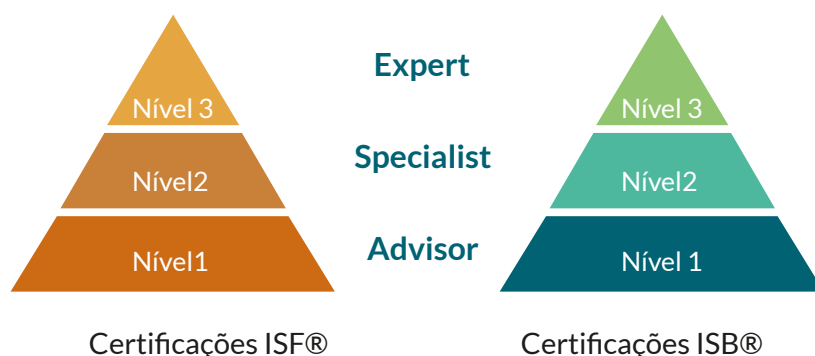 Expert
Nível 3
Nível 3
Specialist
Nível2
Nível2
Advisor
Nível1
Nível 1
Certificações ISF®
Certificações ISB®